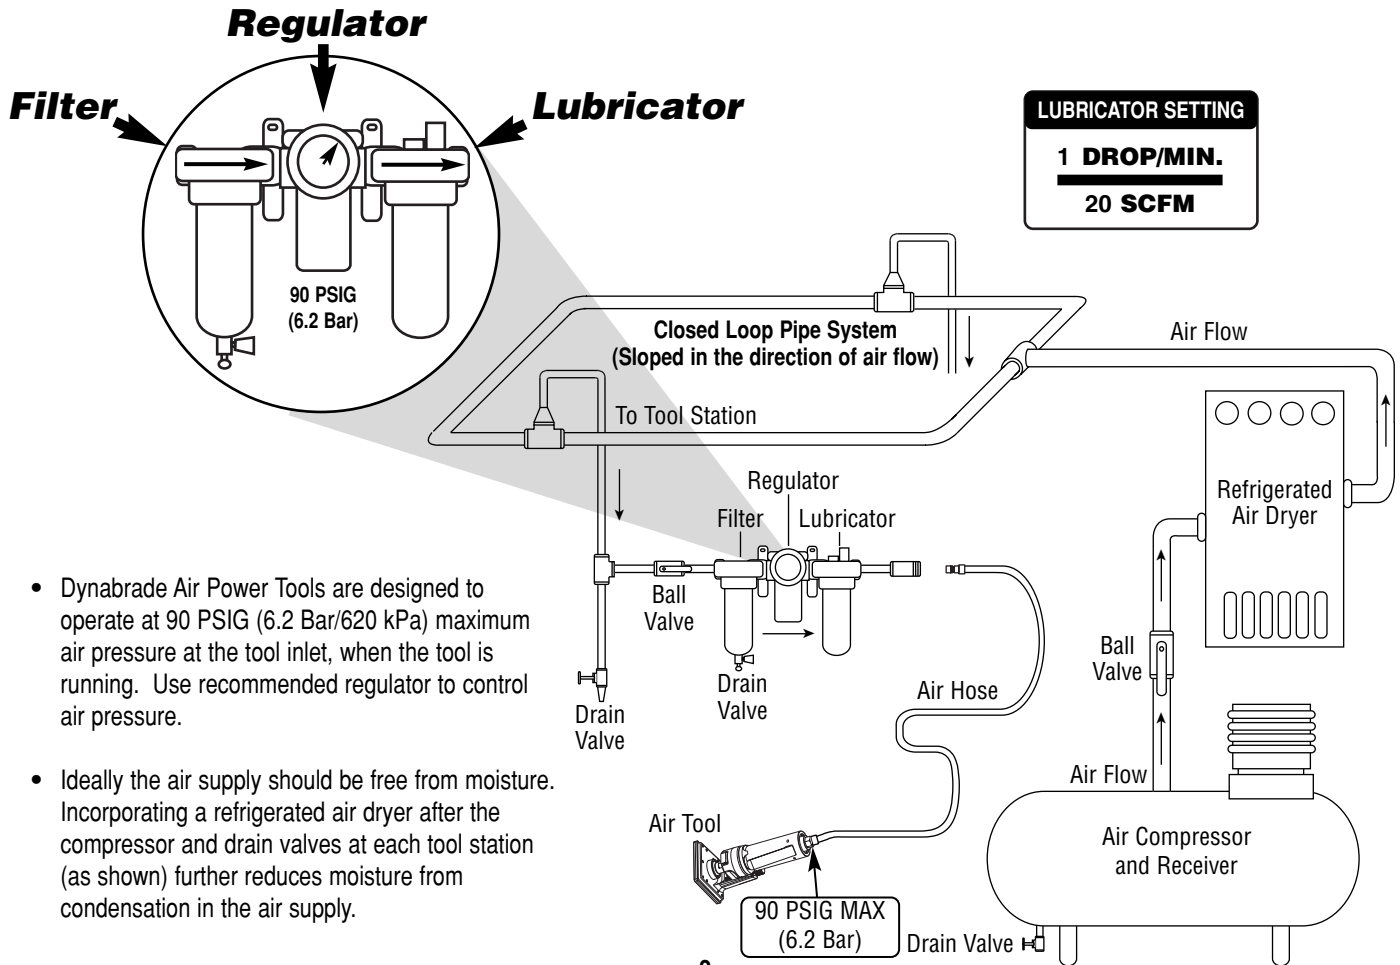 Regulator
Filter
Lubricator
90 PSIG
(6.2 Bar)
LUBRICATOR SETTING
1 DROP/MIN.
20 SCFM
Closed Loop Pipe System
(Sloped in the direction of air flow)
Air Flow
To Tool Station
Regulator
Filter
Lubricator
Refrigerated
Air Dryer
Ball
Valve
Drain
Valve
Drain
Valve
Air Hose
Ball
Valve
Air Flow
Air Tool
Air Compressor
and Receiver
90 PSIG MAX
(6.2 Bar)
Drain Valve
• Dynabrade Air Power Tools are designed to
operate at 90 PSIG (6.2 Bar/620 kPa) maximum
air pressure at the tool inlet, when the tool is
running. Use recommended regulator to control
air pressure.
• Ideally the air supply should be free from moisture.
Incorporating a refrigerated air dryer after the
compressor and drain valves at each tool station
(as shown) further reduces moisture from
condensation in the air supply.